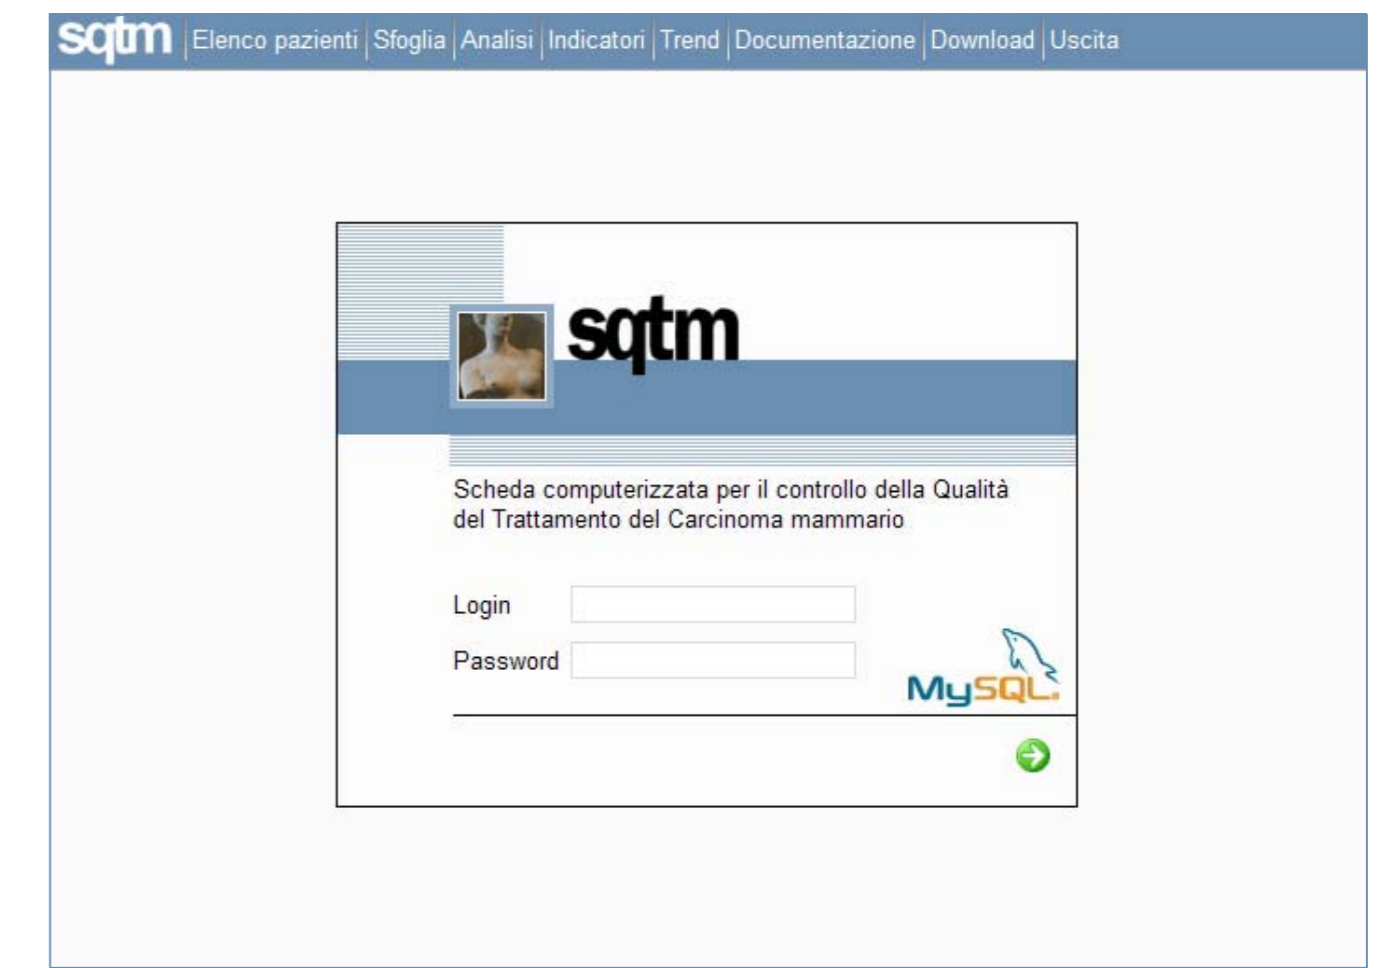 sqtm Elenco pazienti Sfoglia Analisi Indicatori Trend Documentazione Download Uscita
sqtm
Scheda computerizzata per il controllo della Qualità
del Trattamento del Carcinoma mammario
Login
Password
MySQL